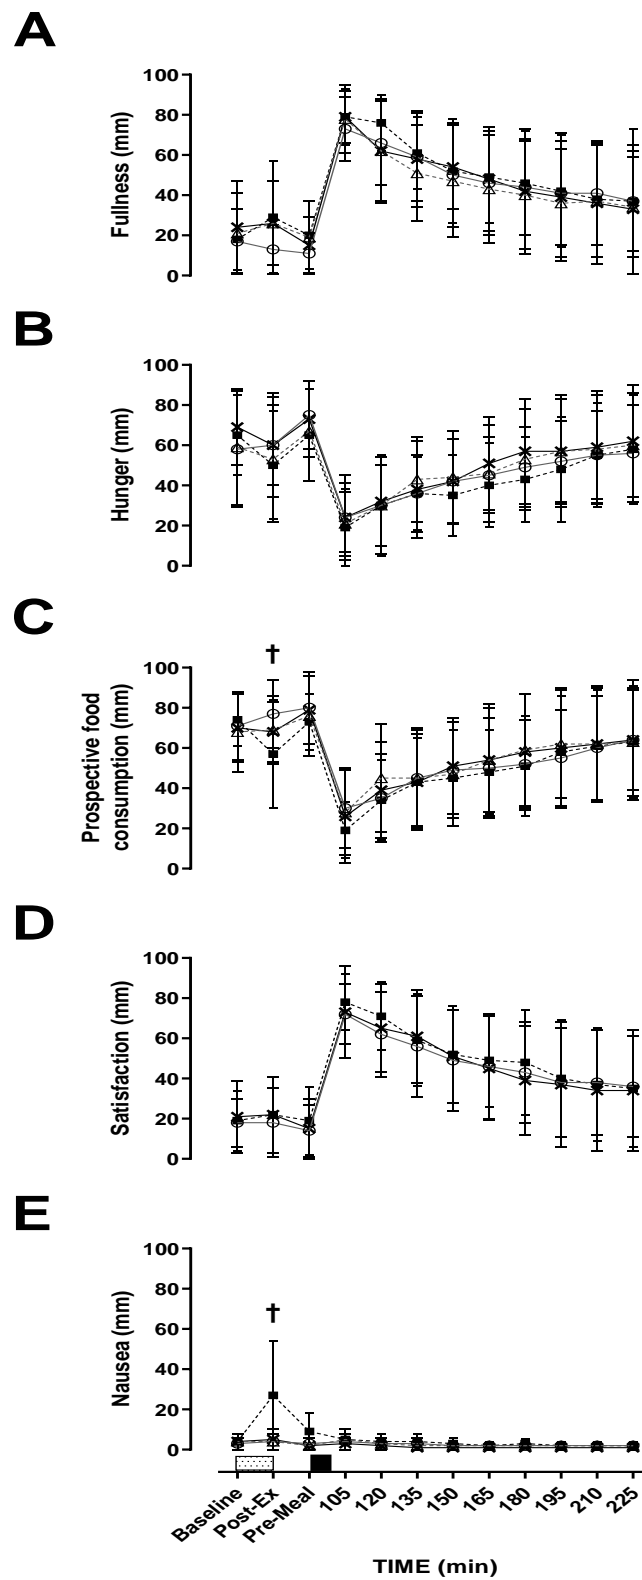 A
100
80
60
40
20
0
Fullness (mm)
B
100
80
60
40
20
0
Hunger (mm)
C
†
100
80
60
40
20
0
Prospective food
consumption (mm)
D
100
80
60
40
20
0
Satisfaction (mm)
E
100
80
60
40
20
0
Nausea (mm)
†
Baseline
Post-Ex
Pre-Meal
105
120
135
150
165
180
195
210
225
TIME (min)